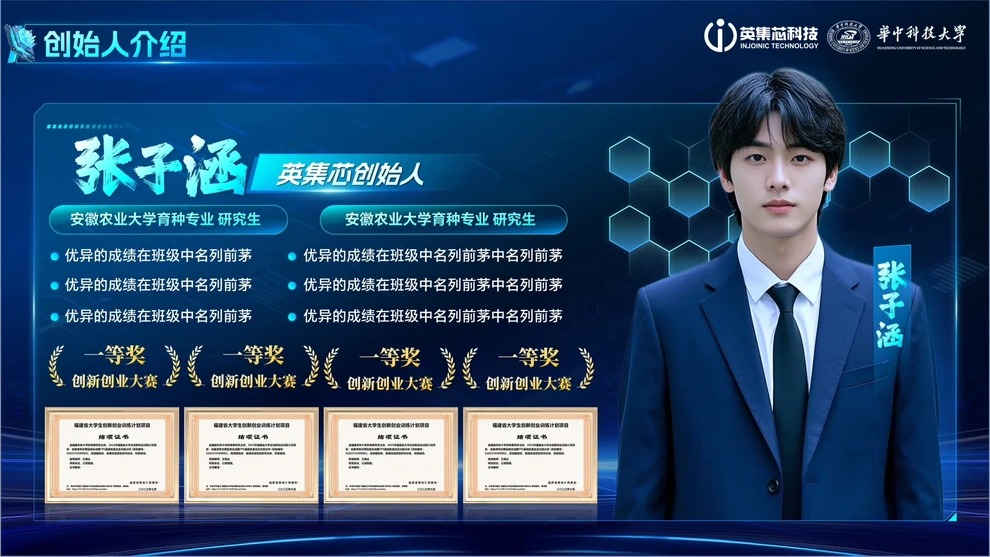 创始人介绍
英集芯科技
INJOINIC TECHNOLOGY
華中科技大學
HUAZHONG UNIVERSITY OF SCIENCE AND TECHNOLOGY
张子涵
英集芯创始人
安徽农业大学育种专业 研究生
安徽农业大学育种专业 研究生
优异的成绩在班级中名列前茅
优异的成绩在班级中名列前茅中名列前茅
优异的成绩在班级中名列前茅
优异的成绩在班级中名列前茅中名列前茅
优异的成绩在班级中名列前茅
优异的成绩在班级中名列前茅中名列前茅
张子涵
一等奖
创新创业大赛
一等奖
创新创业大赛
一等奖
创新创业大赛
一等奖
创新创业大赛
福建省大学生创新创业训练计划项目
结项证书
福建省大学生创新创业训练计划项目
结项证书
福建省大学生创新创业训练计划项目
结项证书
福建省大学生创新创业训练计划项目
结项证书